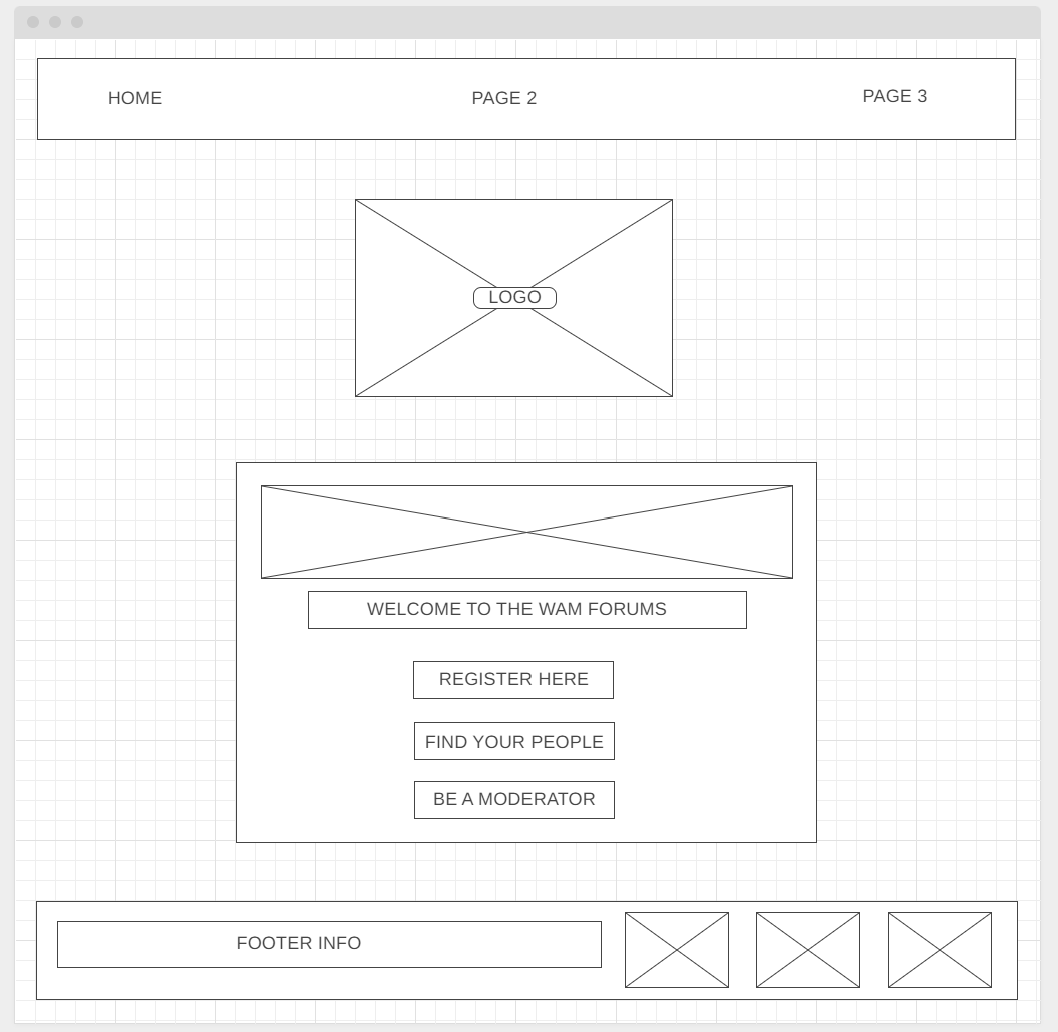 HOME
PAGE 2
PAGE 3
LOGO
WELCOME TO THE WAM FORUMS
REGISTER HERE
FIND YOUR PEOPLE
BE A MODERATOR
FOOTER INFO